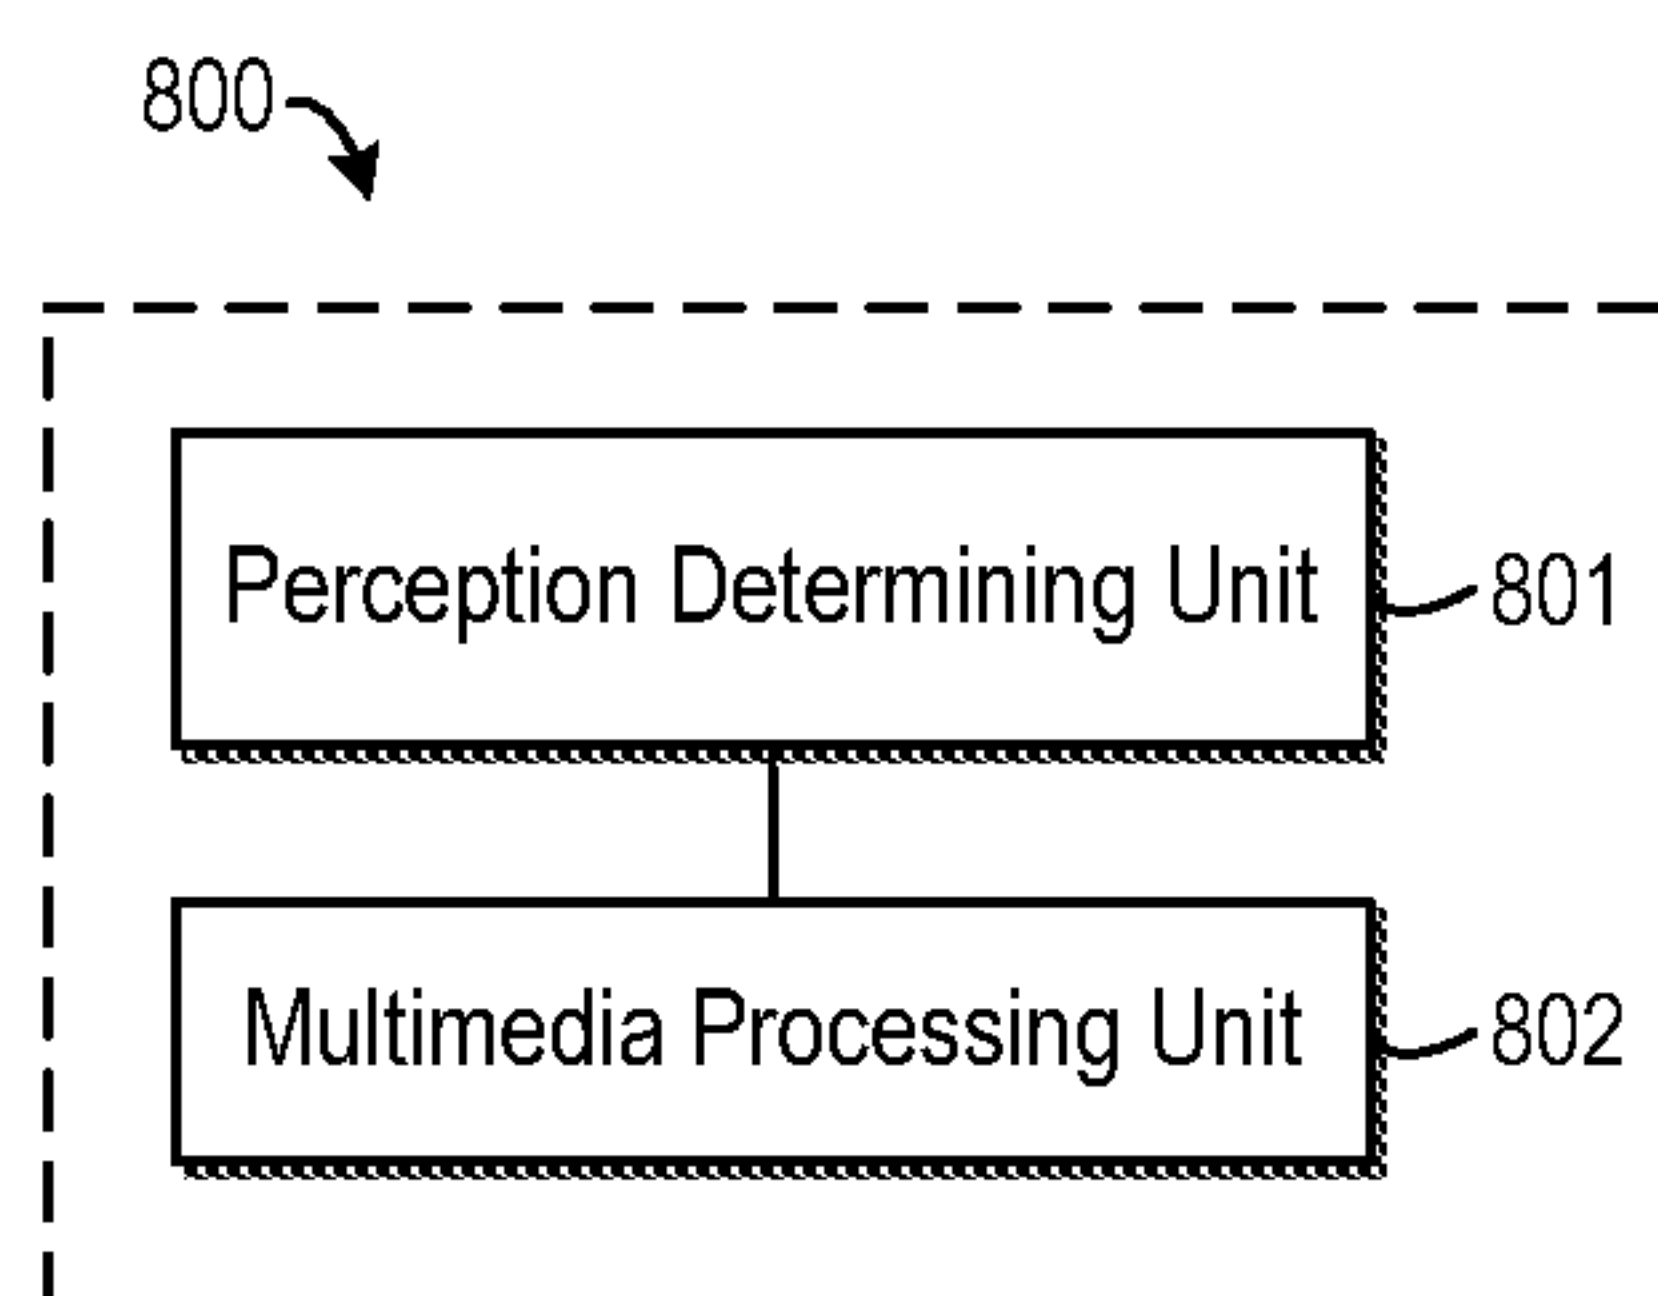 800
Perception Determining Unit
801
Multimedia Processing Unit
802